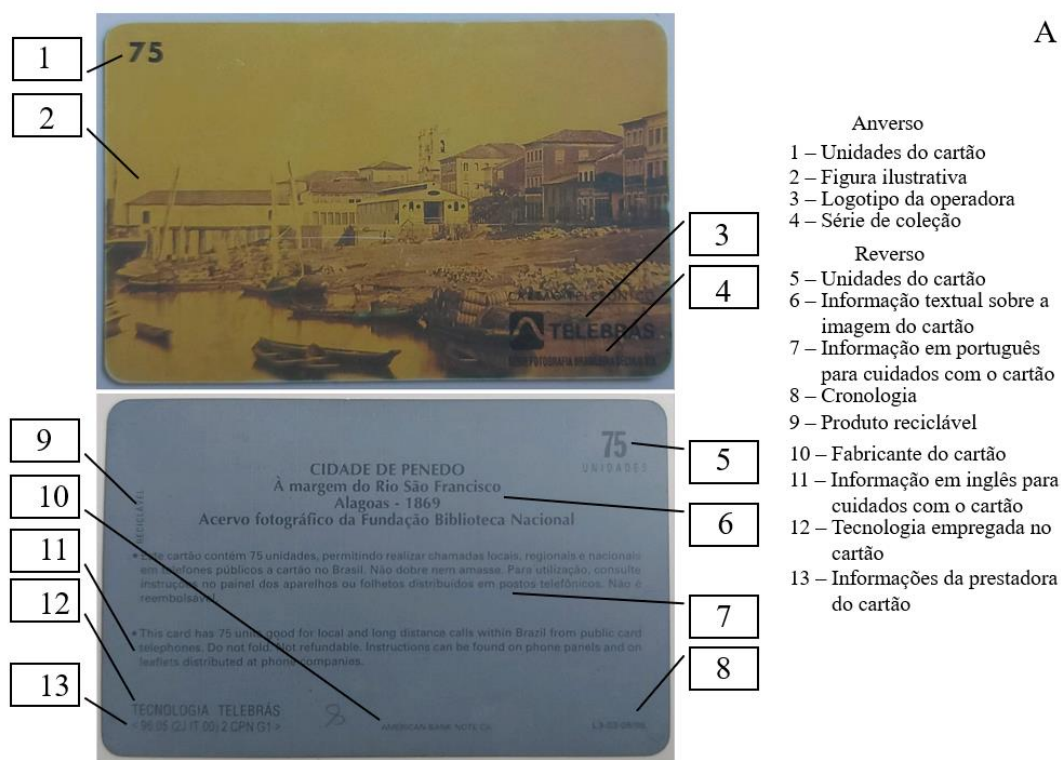 A
1
75
2
3
4
CARTÃO TELEFÔNICO
TELEBRAS
Anverso
1 – Unidades do cartão
2 – Figura ilustrativa
3 – Logotipo da operadora
4 – Série de coleção
Reverso
5 – Unidades do cartão
6 – Informação textual sobre a
imagem do cartão
7 – Informação em português
para cuidados com o cartão
8 – Cronologia
9 – Produto reciclável
10 – Fabricante do cartão
11 – Informação em inglês para
cuidados com o cartão
12 – Tecnologia empregada no
cartão
13 – Informações da prestadora
do cartão
9
10
11
12
13
75
UNIDADES
5
6
7
8
RECICLÁVEL
CIDADE DE PENEDO
À margem do Rio São Francisco
Alagoas - 1869
Acervo fotográfico da Fundação Biblioteca Nacional
• Este cartão contém 75 unidades, permitindo realizar chamadas locais, regionais e nacionais
em telefones públicos a cartão no Brasil. Não dobre nem amasse. Para utilização, consulte
instruções no painel dos aparelhos ou folhetos distribuídos em postos telefônicos. Não é
reembolsável.
• This card has 75 units good for local and long distance calls within Brazil from public card
telephones. Do not fold. Not refundable. Instructions can be found on phone panels and on
leaflets distributed at phone companies.
TECNOLOGIA TELEBRÁS
AMERICAN BANK NOTE CO.